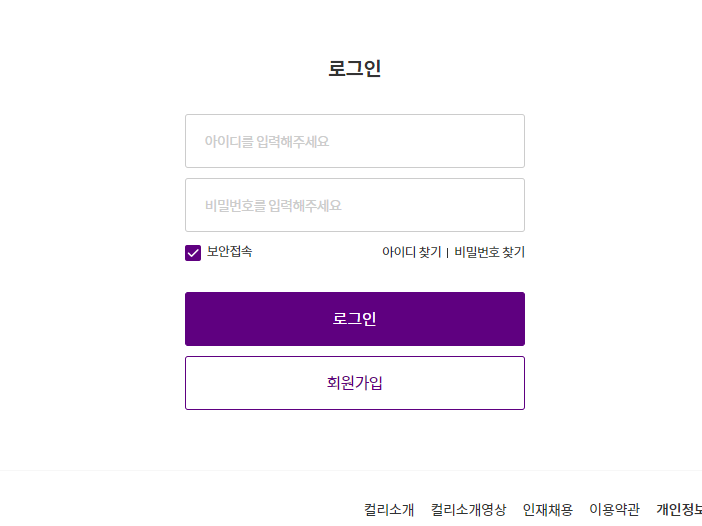 로그인
아이디를 입력해주세요
비밀번호를 입력해주세요
보안접속 아이디 찾기 | 비밀번호 찾기
로그인
회원가입
컬리소개 컬리소개영상 인재채용 이용약관 개인정보